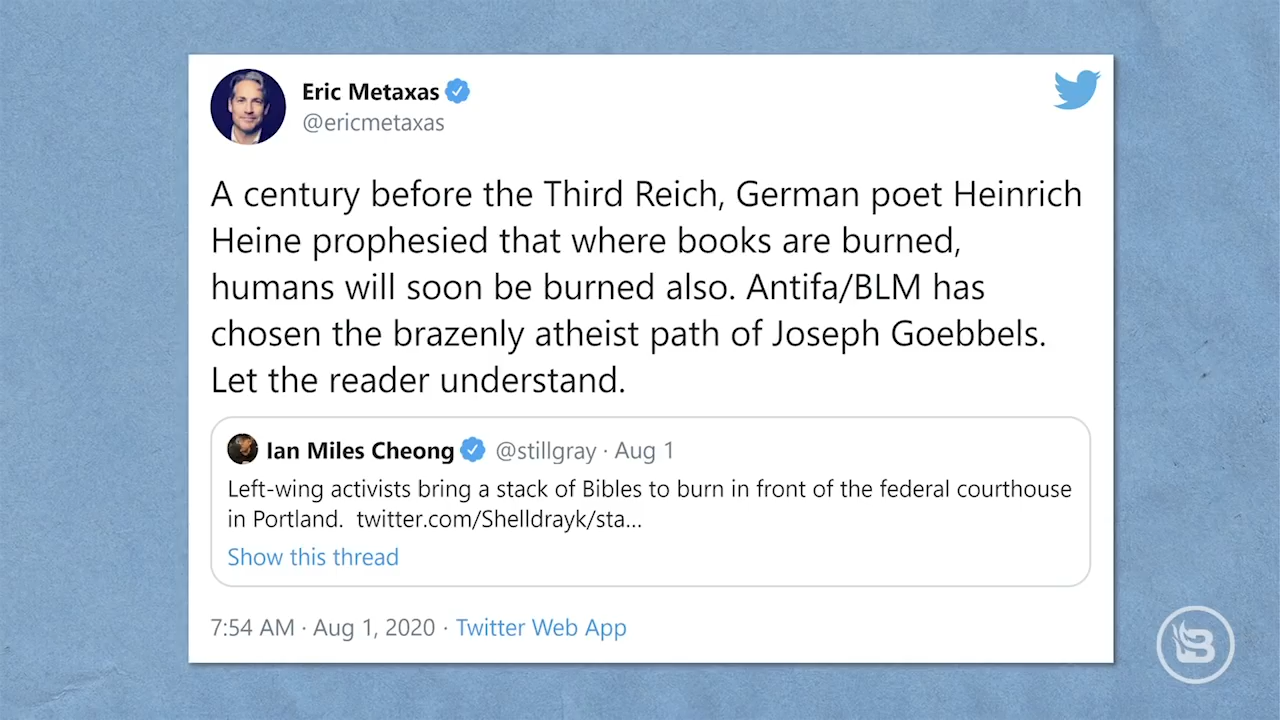 Eric Metaxas
@ericmetaxas
A century before the Third Reich, German poet Heinrich
Heine prophesied that where books are burned,
humans will soon be burned also. Antifa/BLM has
chosen the brazenly atheist path of Joseph Goebbels.
Let the reader understand.
Ian Miles Cheong @stillgray · Aug 1
Left-wing activists bring a stack of Bibles to burn in front of the federal courthouse
in Portland.  twitter.com/Shelldrayk/sta...
Show this thread
7:54 AM · Aug 1, 2020 · Twitter Web App
B